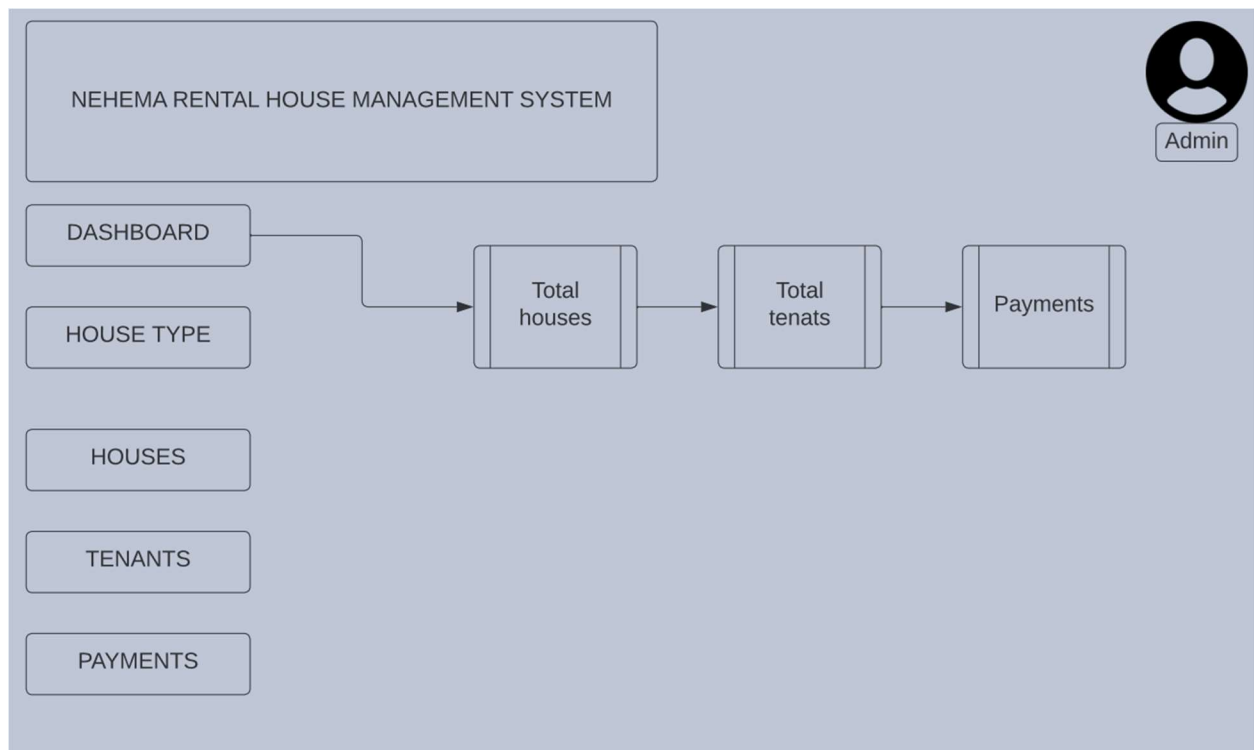 NEHEMA RENTAL HOUSE MANAGEMENT SYSTEM
Admin
DASHBOARD
Total
houses
Total
tenats
Payments
HOUSE TYPE
HOUSES
TENANTS
PAYMENTS